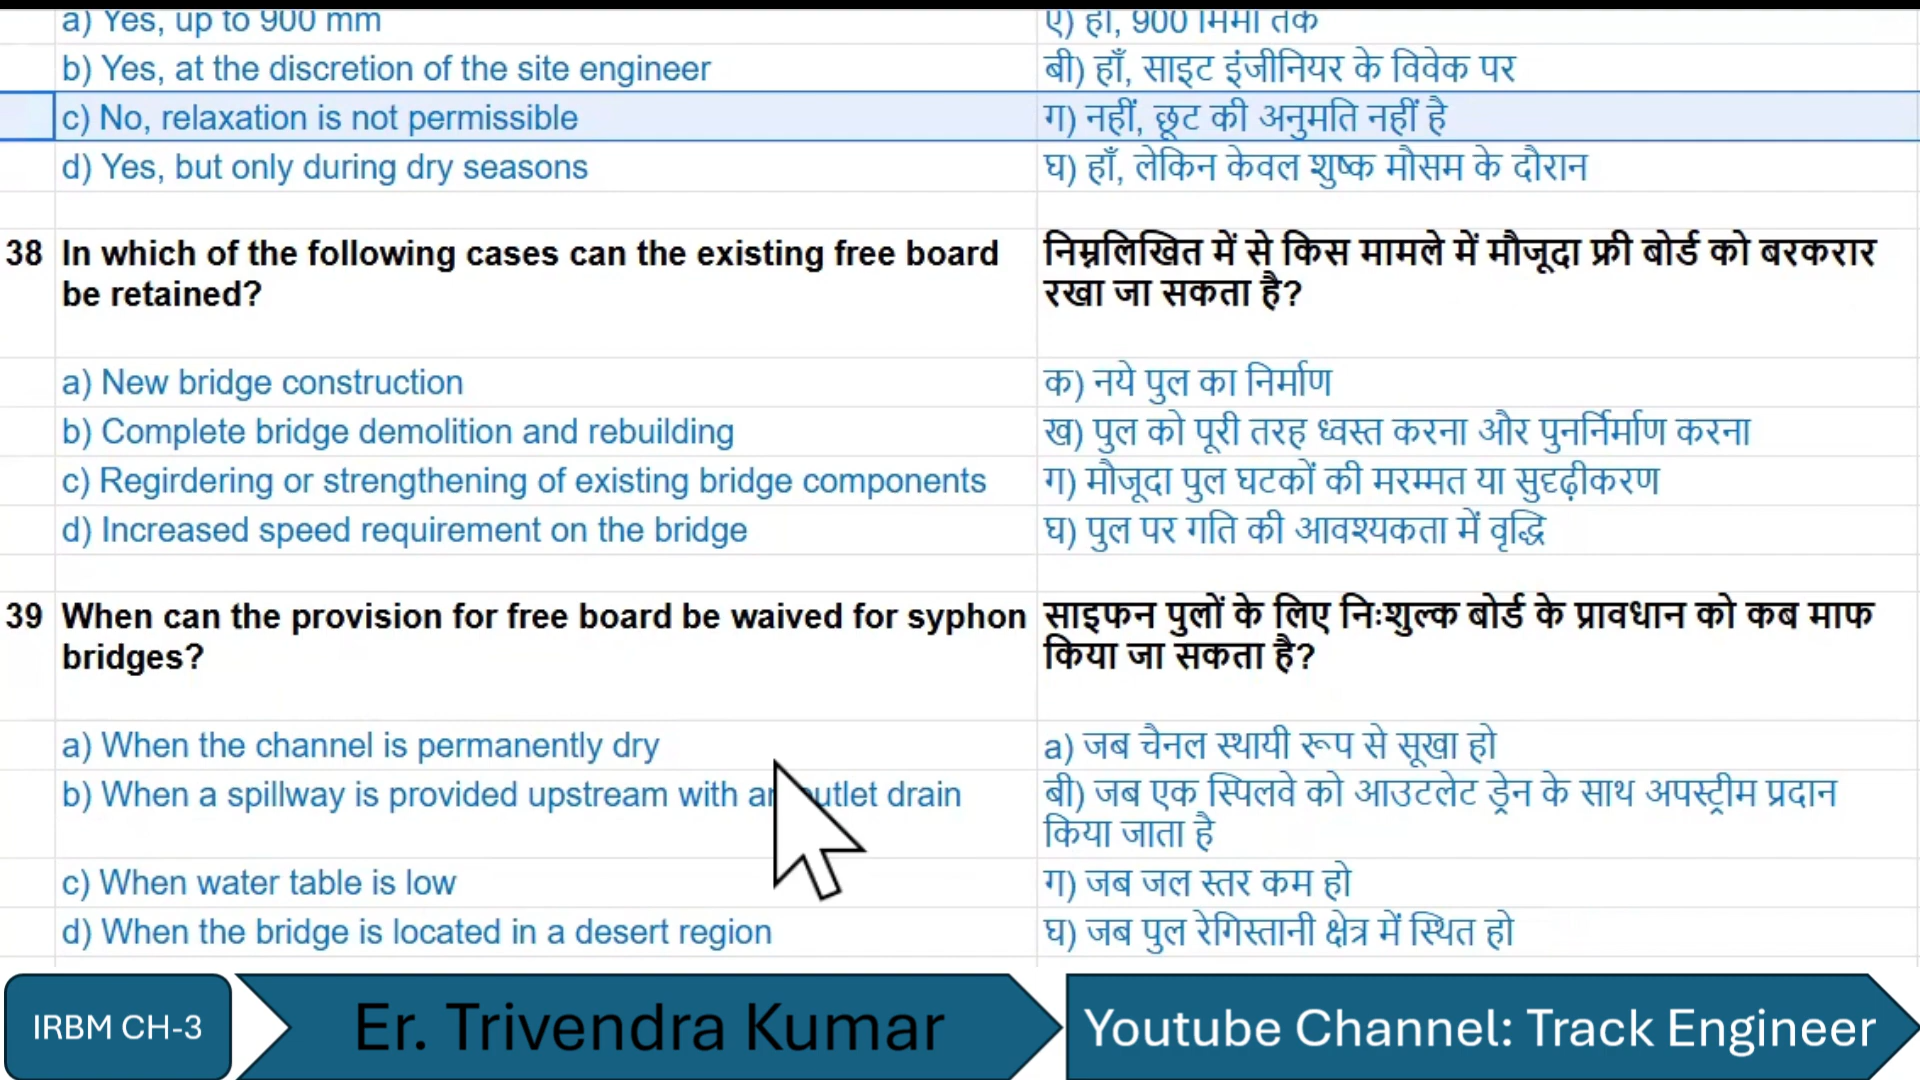 a) Yes, up to 900 mm
ए) हाँ, 900 मिमी तक
b) Yes, at the discretion of the site engineer
बी) हाँ, साइट इंजीनियर के विवेक पर
c) No, relaxation is not permissible
ग) नहीं, छूट की अनुमति नहीं है
d) Yes, but only during dry seasons
घ) हाँ, लेकिन केवल शुष्क मौसम के दौरान
38 In which of the following cases can the existing free board
be retained?
निम्नलिखित में से किस मामले में मौजूदा फ्री बोर्ड को बरकरार
रखा जा सकता है?
a) New bridge construction
क) नये पुल का निर्माण
b) Complete bridge demolition and rebuilding
ख) पुल को पूरी तरह ध्वस्त करना और पुनर्निर्माण करना
c) Regirdering or strengthening of existing bridge components
ग) मौजूदा पुल घटकों की मरम्मत या सुदृढ़ीकरण
d) Increased speed requirement on the bridge
घ) पुल पर गति की आवश्यकता में वृद्धि
39 When can the provision for free board be waived for syphon
bridges?
साइफन पुलों के लिए निःशुल्क बोर्ड के प्रावधान को कब माफ
किया जा सकता है?
a) When the channel is permanently dry
a) जब चैनल स्थायी रूप से सूखा हो
b) When a spillway is provided upstream with an outlet drain
बी) जब एक स्पिलवे को आउटलेट ड्रेन के साथ अपस्ट्रीम प्रदान
किया जाता है
c) When water table is low
ग) जब जल स्तर कम हो
d) When the bridge is located in a desert region
घ) जब पुल रेगिस्तानी क्षेत्र में स्थित हो
IRBM CH-3
Er. Trivendra Kumar
Youtube Channel: Track Engineer